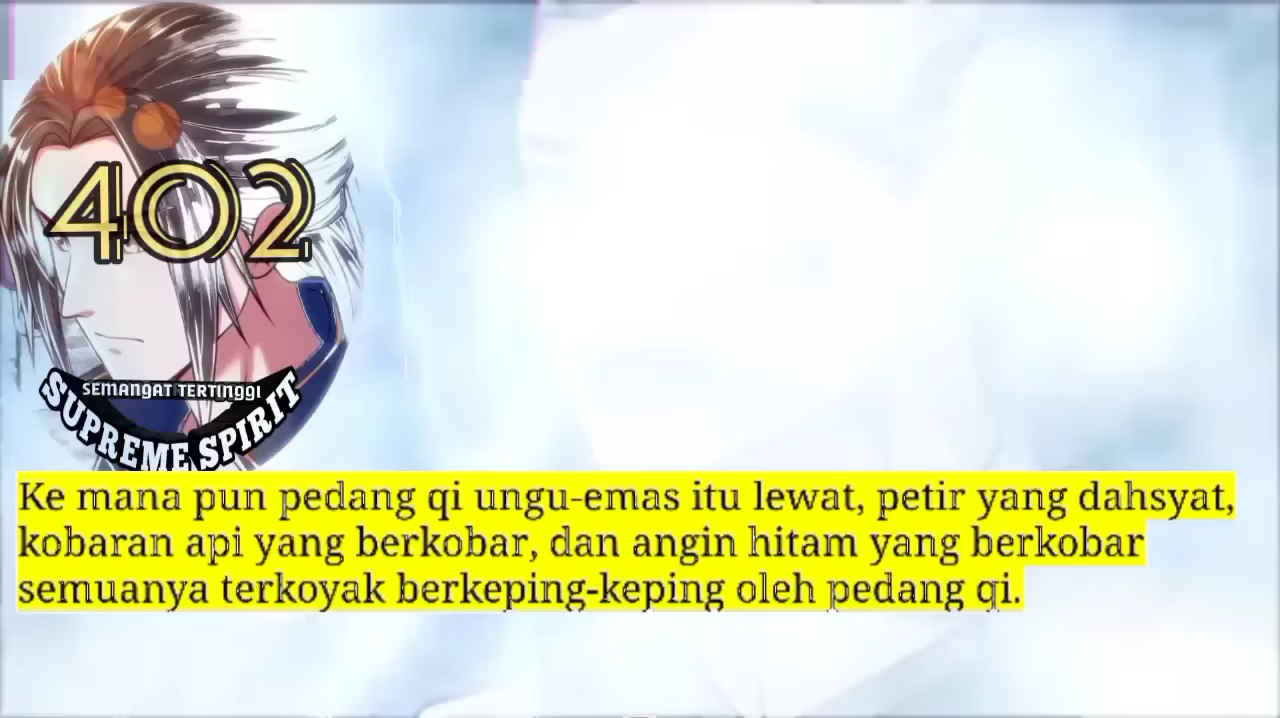 402
SEMANGAT TERTINGGI
SUPREME SPIRIT
Ke mana pun pedang qi ungu-emas itu lewat, petir yang dahsyat,
kobaran api yang berkobar, dan angin hitam yang berkobar
semuanya terkoyak berkeping-keping oleh pedang qi.